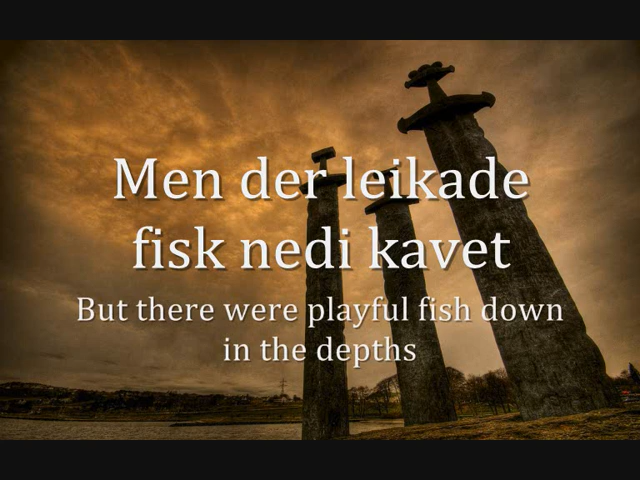 Men der leikade
fisk nedi kavet
But there were playful fish down
in the depths